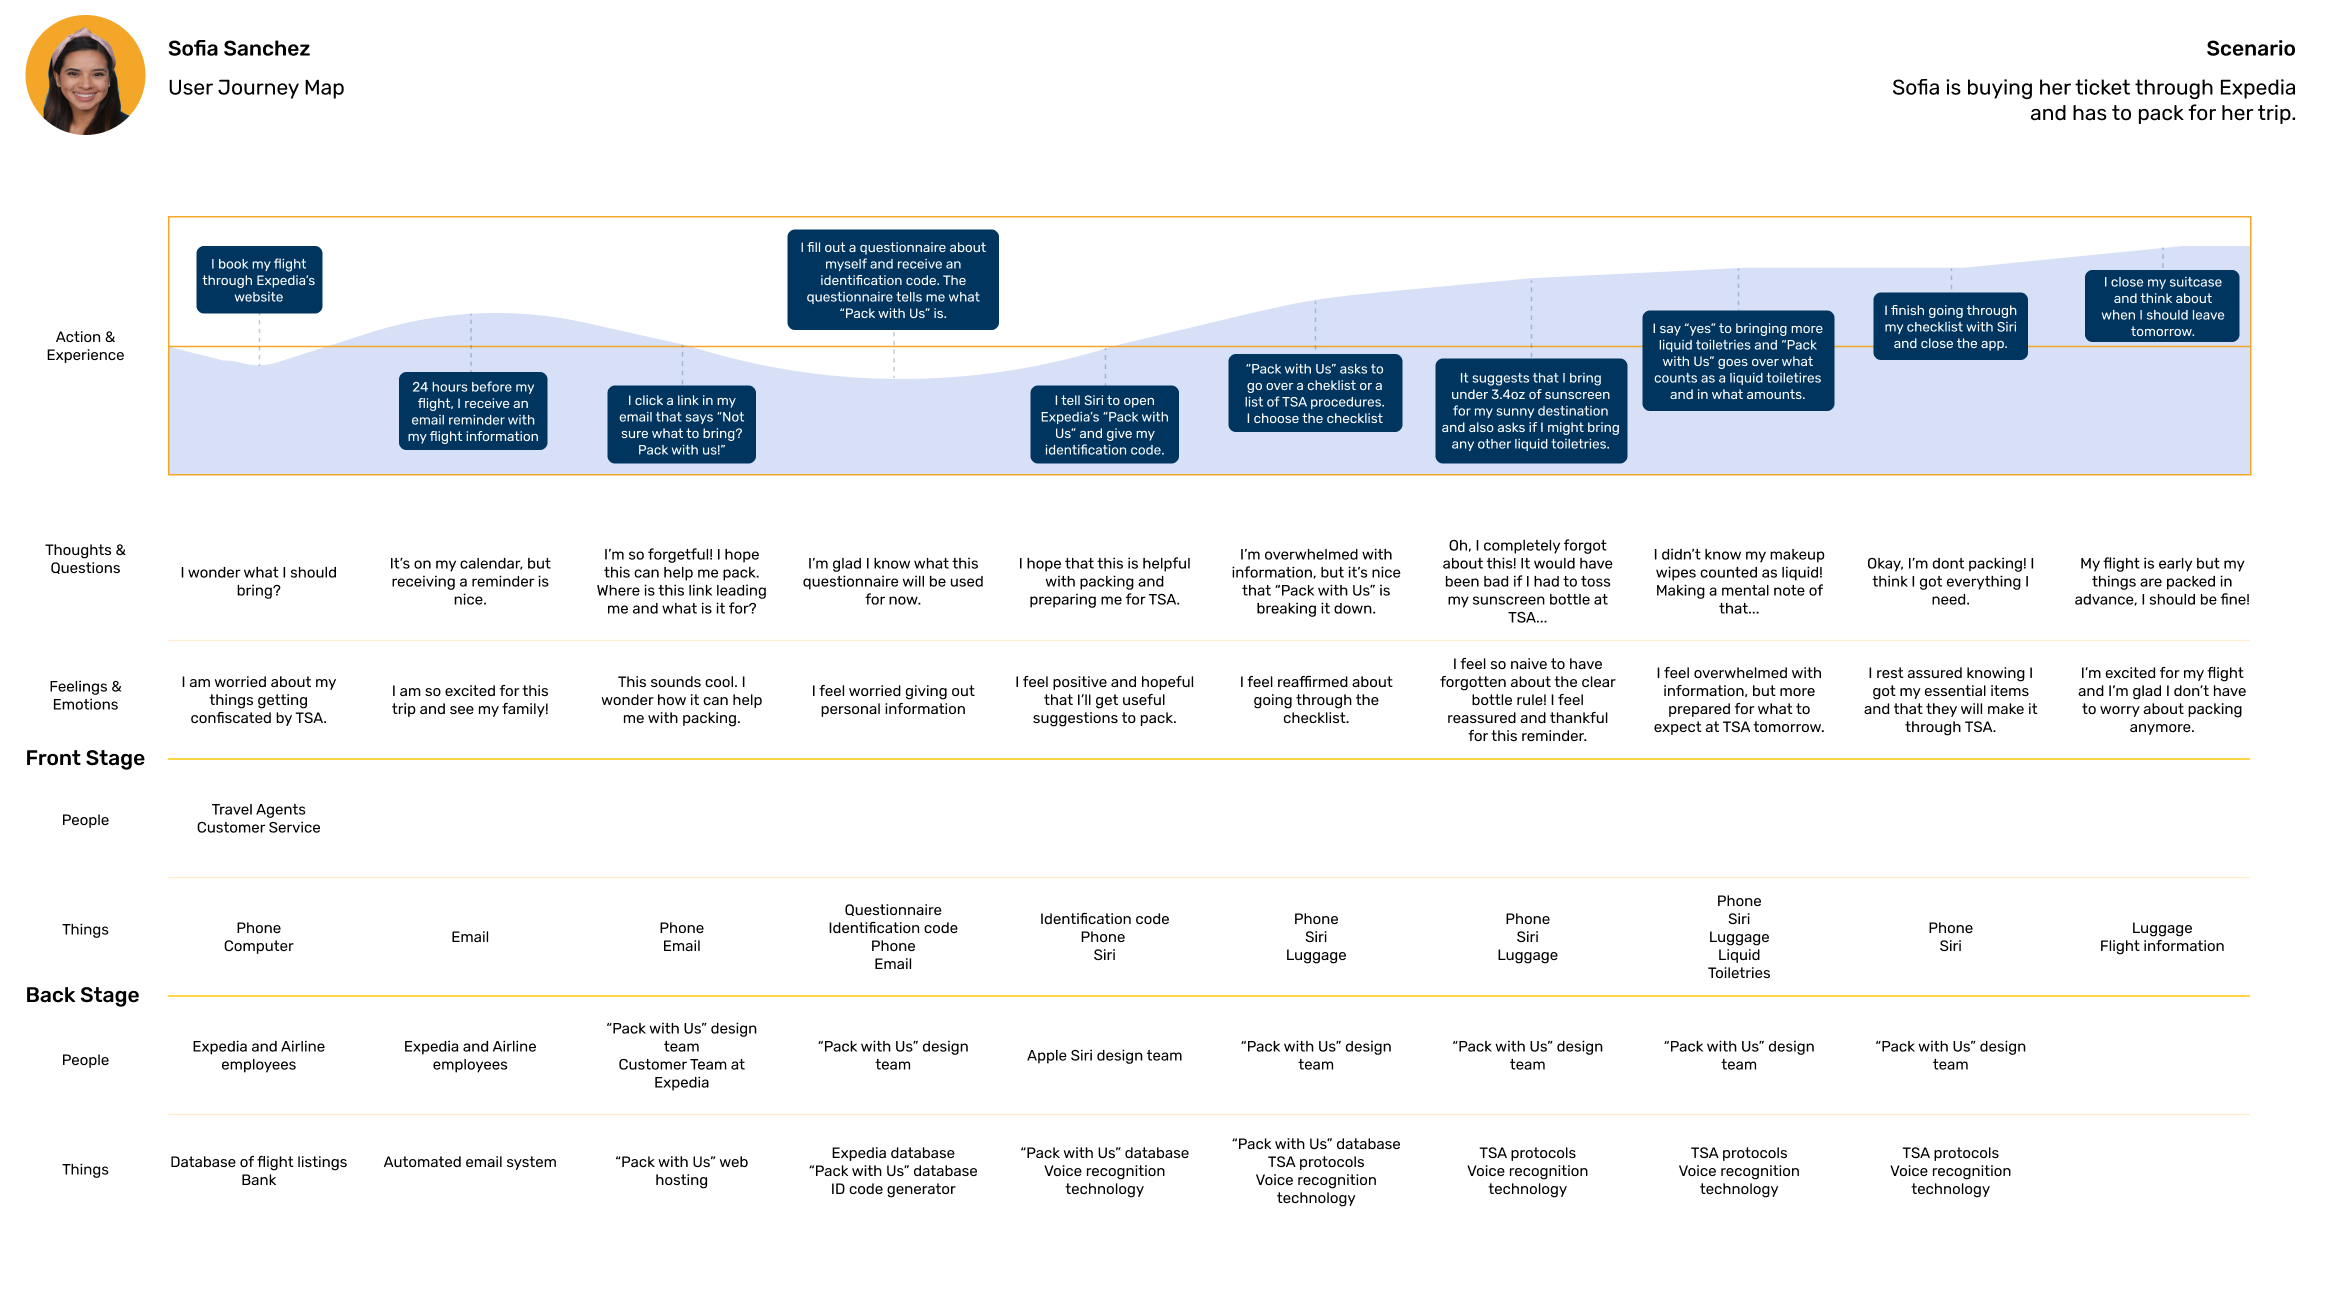 Sofia Sanchez
User Journey Map
Scenario
Sofia is buying her ticket through Expedia
and has to pack for her trip.
Action &
Experience
I book my flight
through Expedia’s
website
24 hours before my
flight, I receive an
email reminder with
my flight information
I click a link in my
email that says “Not
sure what to bring?
Pack with us!”
I fill out a questionnaire about
myself and receive an
identification code. The
questionnaire tells me what
“Pack with Us” is.
I tell Siri to open
Expedia’s “Pack with
Us” and give my
identification code.
“Pack with Us” asks to
go over a cheklist or a
list of TSA procedures.
I choose the checklist
It suggests that I bring
under 3.4oz of sunscreen
for my sunny destination
and also asks if I might bring
any other liquid toiletries.
I say “yes” to bringing more
liquid toiletries and “Pack
with Us” goes over what
counts as a liquid toiletires
and in what amounts.
I finish going through
my checklist with Siri
and close the app.
I close my suitcase
and think about
when I should leave
tomorrow.
Thoughts &
Questions
I wonder what I should
bring?
It’s on my calendar, but
receiving a reminder is
nice.
I’m so forgetful! I hope
this can help me pack.
Where is this link leading
me and what is it for?
I’m glad I know what this
questionnaire will be used
for now.
I hope that this is helpful
with packing and
preparing me for TSA.
I’m overwhelmed with
information, but it’s nice
that “Pack with Us” is
breaking it down.
Oh, I completely forgot
about this! It would have
been bad if I had to toss
my sunscreen bottle at
TSA...
I didn’t know my makeup
wipes counted as liquid!
Making a mental note of
that...
Okay, I’m dont packing! I
think I got everything I
need.
My flight is early but my
things are packed in
advance, I should be fine!
Feelings &
Emotions
I am worried about my
things getting
confiscated by TSA.
I am so excited for this
trip and see my family!
This sounds cool. I
wonder how it can help
me with packing.
I feel worried giving out
personal information
I feel positive and hopeful
that I’ll get useful
suggestions to pack.
I feel reaffirmed about
going through the
checklist.
I feel so naive to have
forgotten about the clear
bottle rule! I feel
reassured and thankful
for this reminder.
I feel overwhelmed with
information, but more
prepared for what to
expect at TSA tomorrow.
I rest assured knowing I
got my essential items
and that they will make it
through TSA.
I’m excited for my flight
and I’m glad I don’t have
to worry about packing
anymore.
Front Stage
People
Travel Agents
Customer Service
Things
Phone
Computer
Email
Phone
Email
Questionnaire
Identification code
Phone
Email
Identification code
Phone
Siri
Phone
Siri
Luggage
Phone
Siri
Luggage
Phone
Siri
Luggage
Liquid
Toiletries
Phone
Siri
Luggage
Flight information
Back Stage
People
Expedia and Airline
employees
Expedia and Airline
employees
“Pack with Us” design
team
Customer Team at
Expedia
“Pack with Us” design
team
Apple Siri design team
“Pack with Us” design
team
“Pack with Us” design
team
“Pack with Us” design
team
“Pack with Us” design
team
Things
Database of flight listings
Bank
Automated email system
“Pack with Us” web
hosting
Expedia database
“Pack with Us” database
ID code generator
“Pack with Us” database
Voice recognition
technology
“Pack with Us” database
TSA protocols
Voice recognition
technology
TSA protocols
Voice recognition
technology
TSA protocols
Voice recognition
technology
TSA protocols
Voice recognition
technology